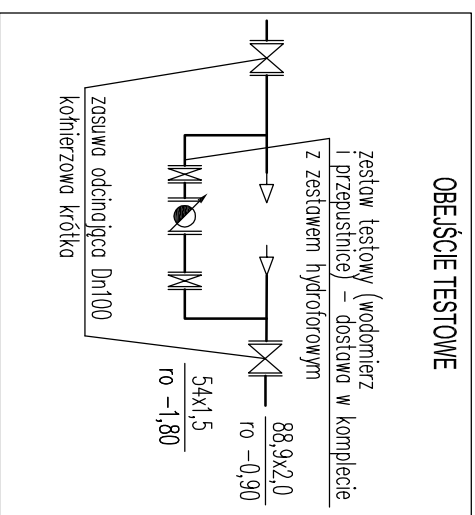 OBEJŚCIE TESTOWE
zestaw testowy (wodomierz
i przepustnice) – dostawa w komplecie
z zestawem hydroforowym
88,9x2,0
ro -0,90
54x1,5
ro -1,80
zasuwa odcinająca Dn100
kołnierzowa krótka